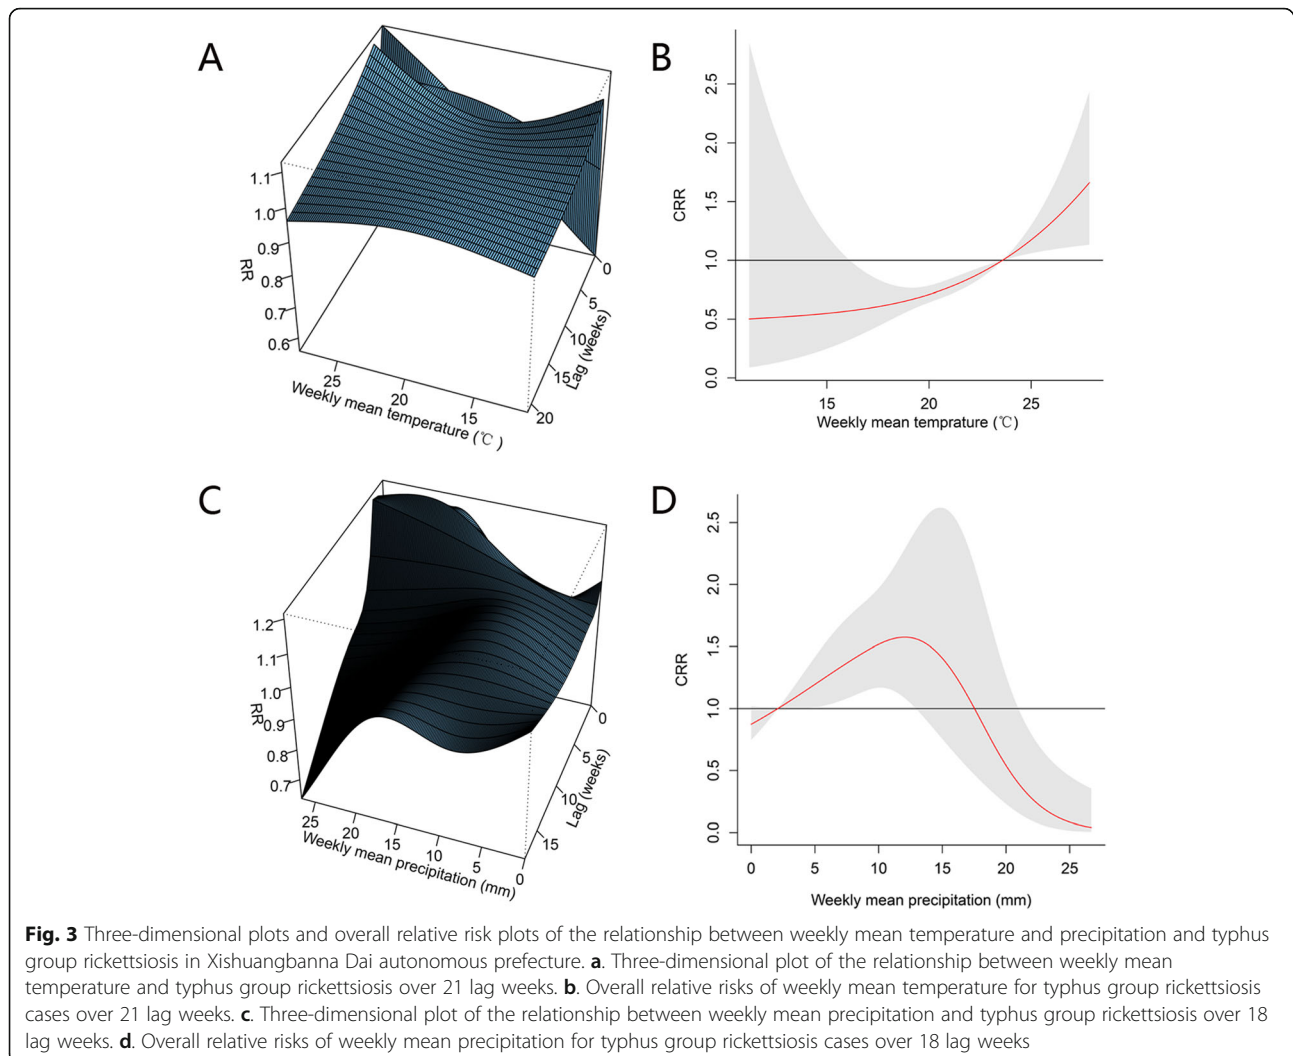 A
1.1
1.0
0.9
0.8
0.7
0.6
RR
25
20
15
Weekly mean temperature (℃)
0
5
10
15
20
Lag (weeks)
B
2.5
2.0
1.5
1.0
0.5
0.0
CRR
15
20
25
Weekly mean temprature (℃)
C
1.2
1.1
1.0
0.9
0.8
0.7
RR
25
20
15
10
5
0
Weekly mean precipitation (mm)
0
5
10
15
Lag (weeks)
D
2.5
2.0
1.5
1.0
0.5
0.0
CRR
0
5
10
15
20
25
Weekly mean precipitation (mm)
Fig. 3 Three-dimensional plots and overall relative risk plots of the relationship between weekly mean temperature and precipitation and typhus
group rickettsiosis in Xishuangbanna Dai autonomous prefecture. a. Three-dimensional plot of the relationship between weekly mean
temperature and typhus group rickettsiosis over 21 lag weeks. b. Overall relative risks of weekly mean temperature for typhus group rickettsiosis
cases over 21 lag weeks. c. Three-dimensional plot of the relationship between weekly mean precipitation and typhus group rickettsiosis over 18
lag weeks. d. Overall relative risks of weekly mean precipitation for typhus group rickettsiosis cases over 18 lag weeks